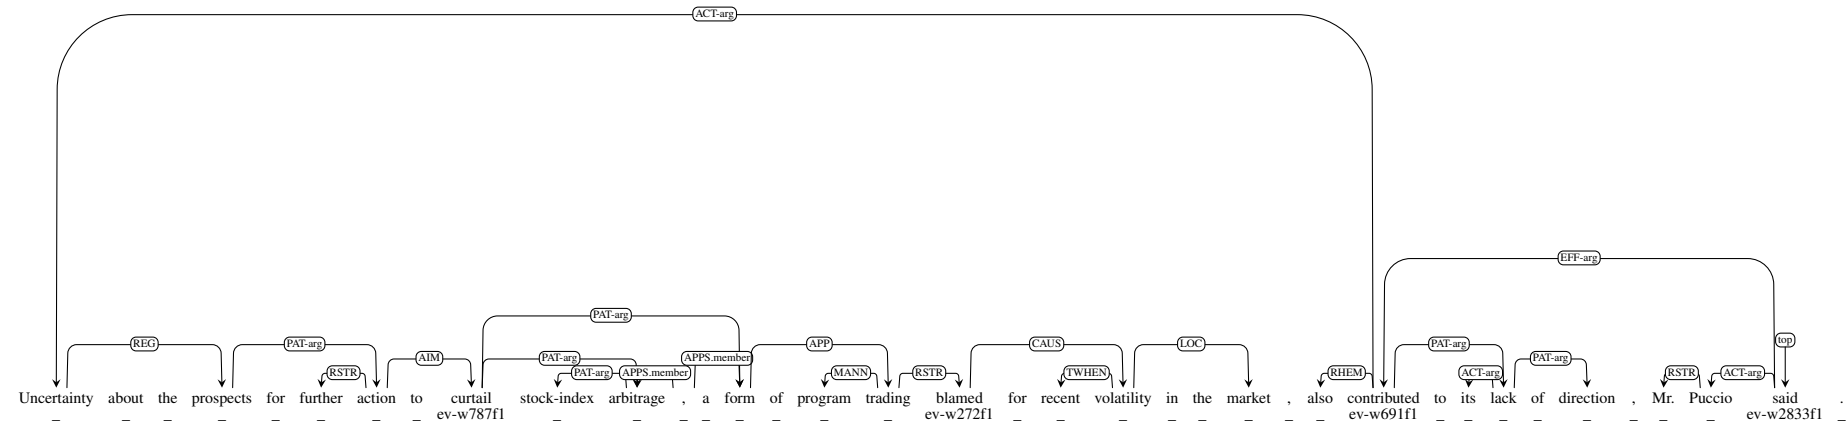 ACT-arg
EFF-arg
PAT-arg
REG PAT-arg APP CAUS LOC PAT-arg top
AIM PAT-arg APPS.member PAT-arg
RSTR PAT-arg APPS.member MANN RSTR TWHEN RHEM ACT-arg RSTR ACT-arg
Uncertainty about the prospects for further action to curtail stock-index arbitrage , a form of program trading blamed for recent volatility in the market , also contributed to its lack of direction , Mr. Puccio said .
_ _ _ _ _ _ _ _ ev-w787f1 _ _ _ _ _ _ _ _ ev-w272f1 _ _ _ _ _ _ _ _ ev-w691f1 _ _ _ _ _ _ _ _ ev-w2833f1 _